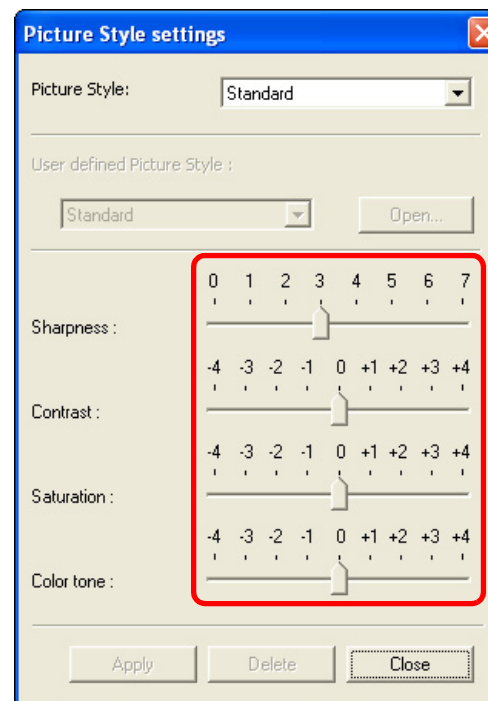 Picture Style settings
Picture Style: Standard
User defined Picture Style :
Standard Open...
0 1 2 3 4 5 6 7
Sharpness :
-4 -3 -2 -1 0 +1 +2 +3 +4
Contrast :
-4 -3 -2 -1 0 +1 +2 +3 +4
Saturation :
-4 -3 -2 -1 0 +1 +2 +3 +4
Color tone :
Apply Delete Close